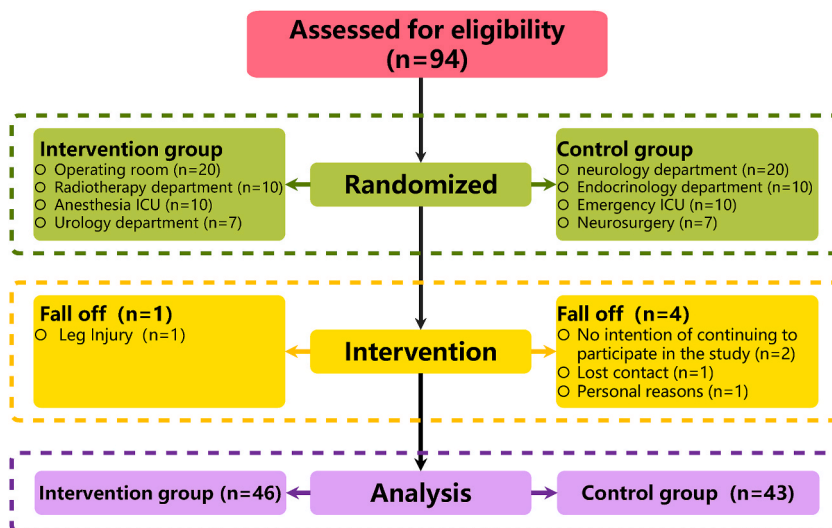 Assessed for eligibility
(n=94)
Intervention group
Operating room (n=20)
Radiotherapy department (n=10)
Anesthesia ICU (n=10)
Urology department (n=7)
Randomized
Control group
neurology department (n=20)
Endocrinology department (n=10)
Emergency ICU (n=10)
Neurosurgery (n=7)
Fall off (n=1)
Leg Injury (n=1)
Intervention
Fall off (n=4)
No intention of continuing to
participate in the study (n=2)
Lost contact (n=1)
Personal reasons (n=1)
Intervention group (n=46)
Analysis
Control group (n=43)